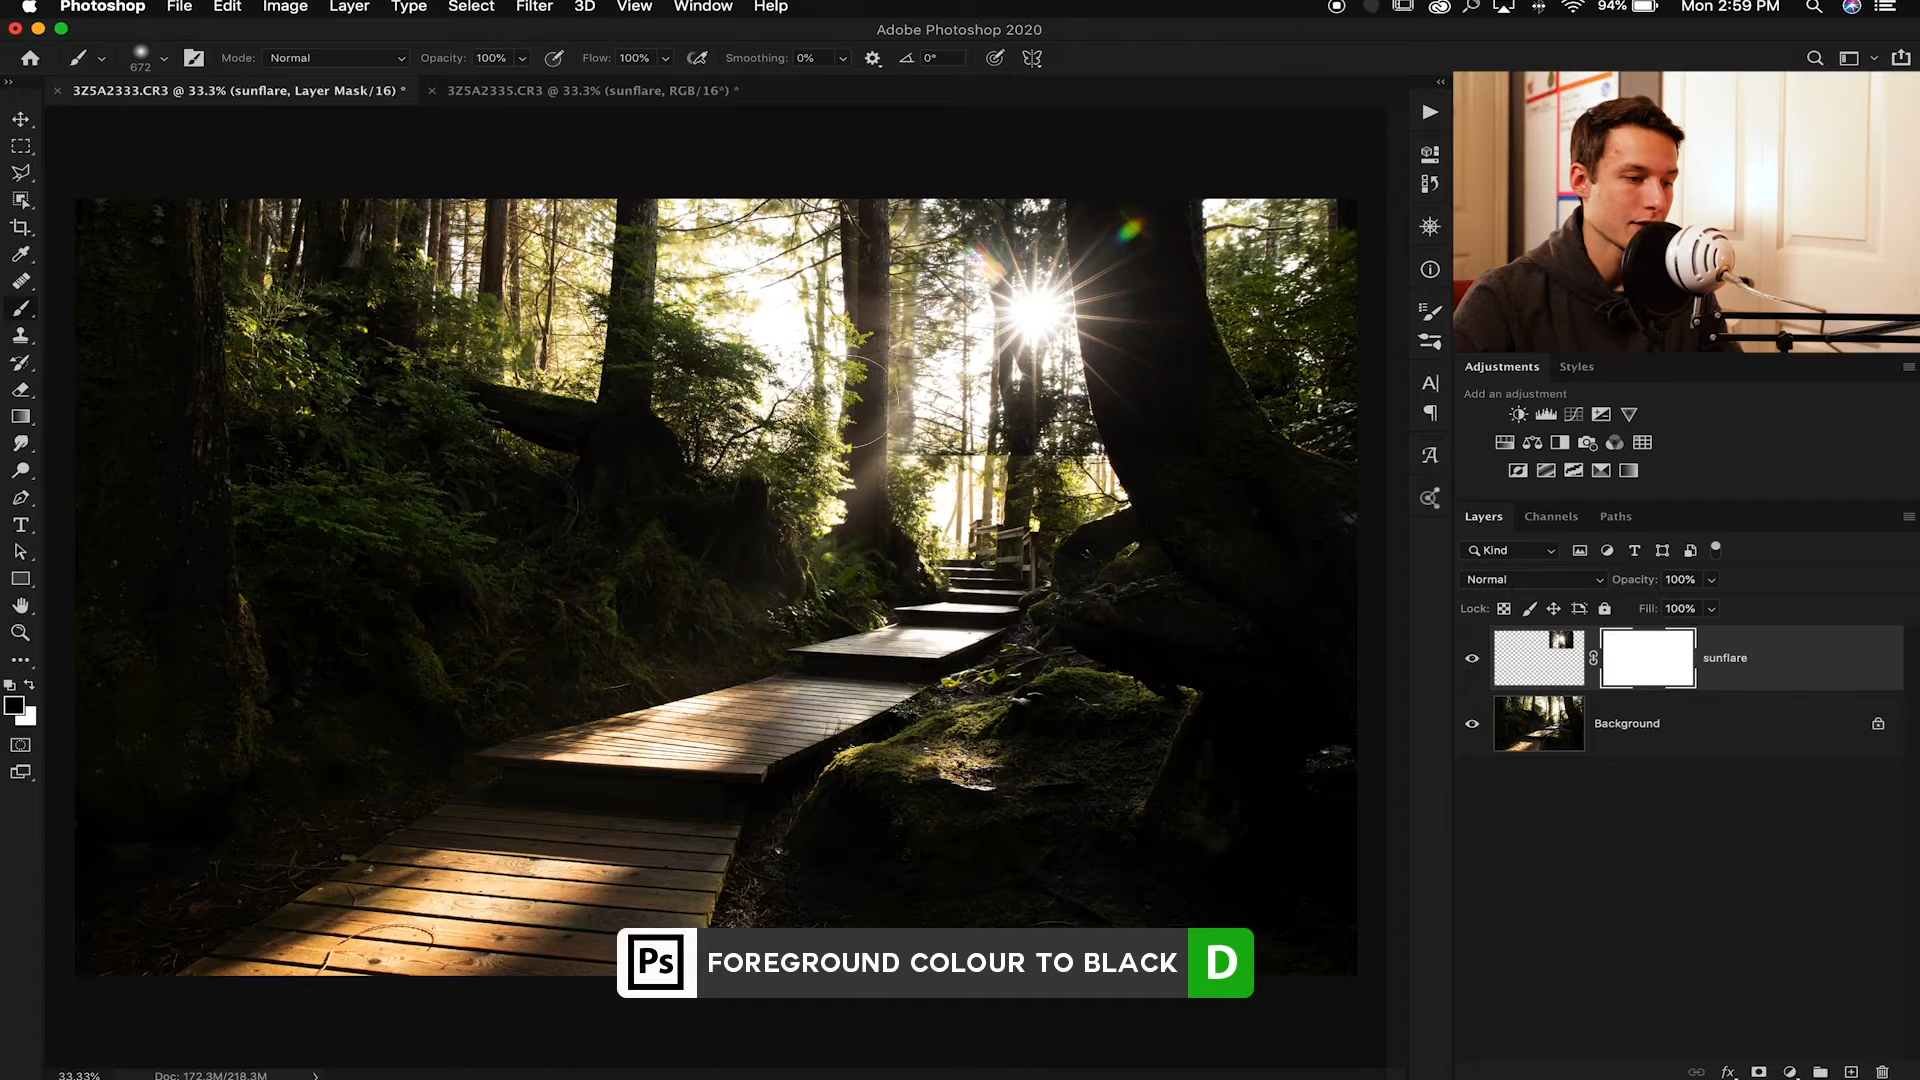 Photoshop File Edit Image Layer Type Select Filter 3D View Window Help 94% Mon 2:59 PM
Adobe Photoshop 2020
672 Mode: Normal Opacity: 100% Flow: 100% Smoothing: 0% 0°
3Z5A2333.CR3 @ 33.3% (sunflare, Layer Mask/16) * 3Z5A2335.CR3 @ 33.3% (sunflare, RGB/16*) *
Adjustments Styles
Add an adjustment
Layers Channels Paths
Kind
Normal Opacity: 100%
Lock: Fill: 100%
sunflare
Background
Ps FOREGROUND COLOUR TO BLACK D
33.33% Doc: 172.3M/218.3M